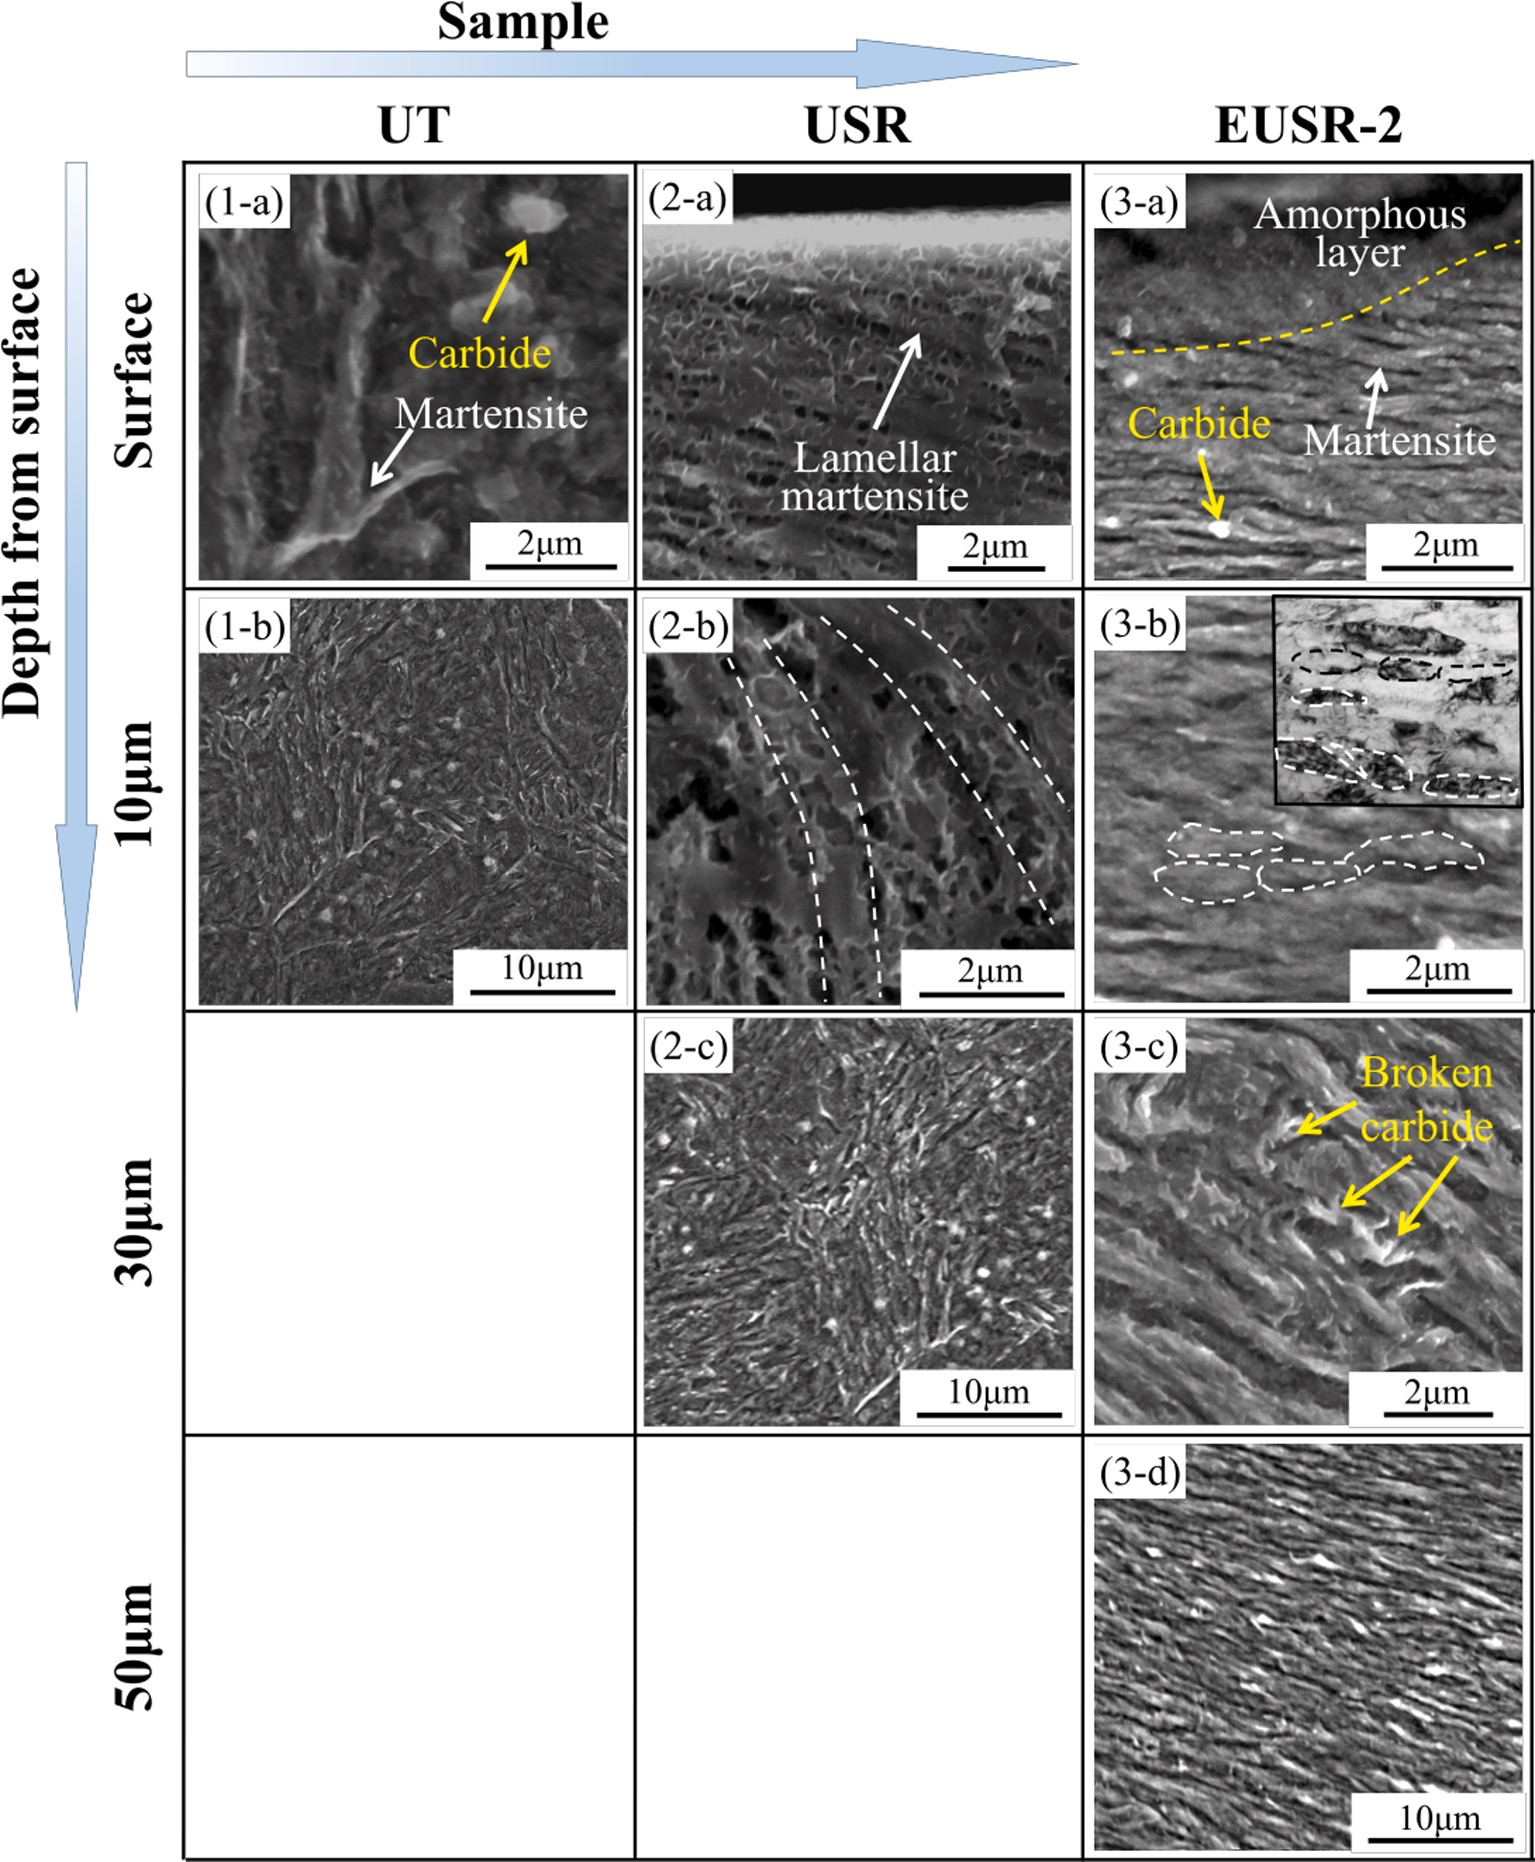 Sample
UT
USR
EUSR-2
Depth from surface
Surface
(1-a)
Carbide
Martensite
2μm
(2-a)
Lamellar
martensite
2μm
(3-a)
Amorphous
layer
Carbide
Martensite
2μm
10μm
(1-b)
10μm
(2-b)
2μm
(3-b)
2μm
30μm
(2-c)
10μm
(3-c)
Broken
carbide
2μm
50μm
(3-d)
10μm